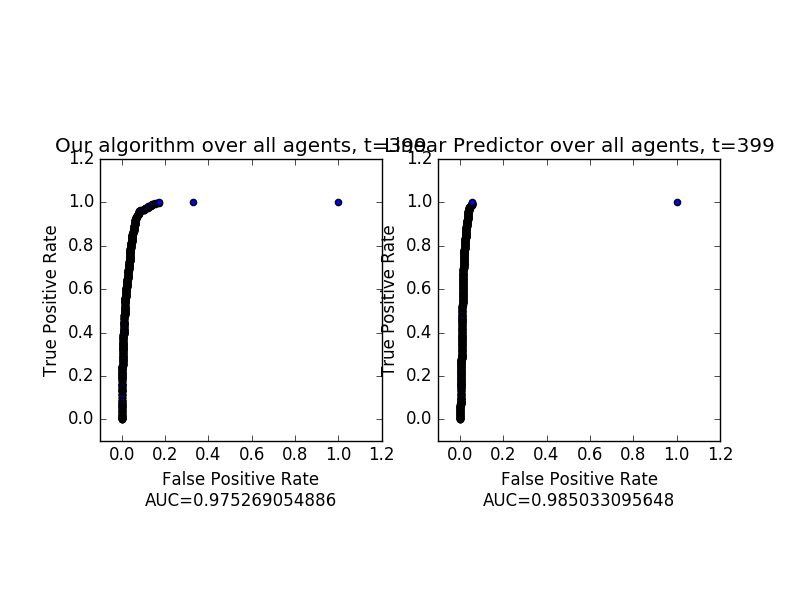 Our algorithm over all agents, t=399
Linear Predictor over all agents, t=399
1.2
1.0
0.8
0.6
0.4
0.2
0.0
True Positive Rate
0.0 0.2 0.4 0.6 0.8 1.0 1.2
False Positive Rate
AUC=0.975269054886
1.2
1.0
0.8
0.6
0.4
0.2
0.0
True Positive Rate
0.0 0.2 0.4 0.6 0.8 1.0 1.2
False Positive Rate
AUC=0.985033095648